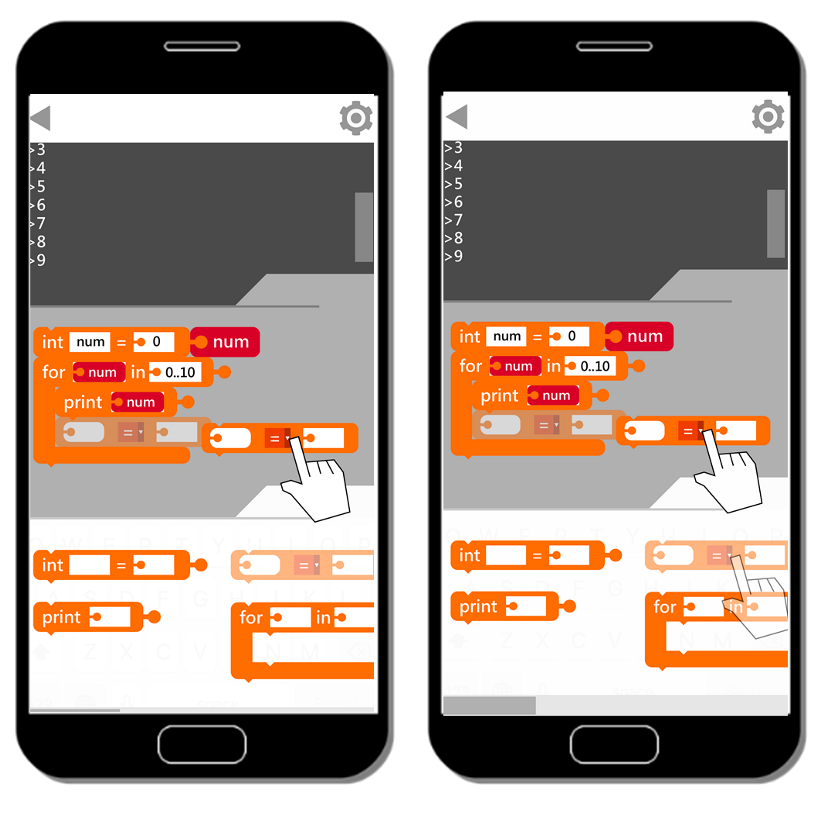 >3
>4
>5
>6
>7
>8
>9
int num = 0 num
for num in 0..10
print num
=
=
int =
=
print
for in
>3
>4
>5
>6
>7
>8
>9
int num = 0 num
for num in 0..10
print num
=
=
int =
=
print
for in